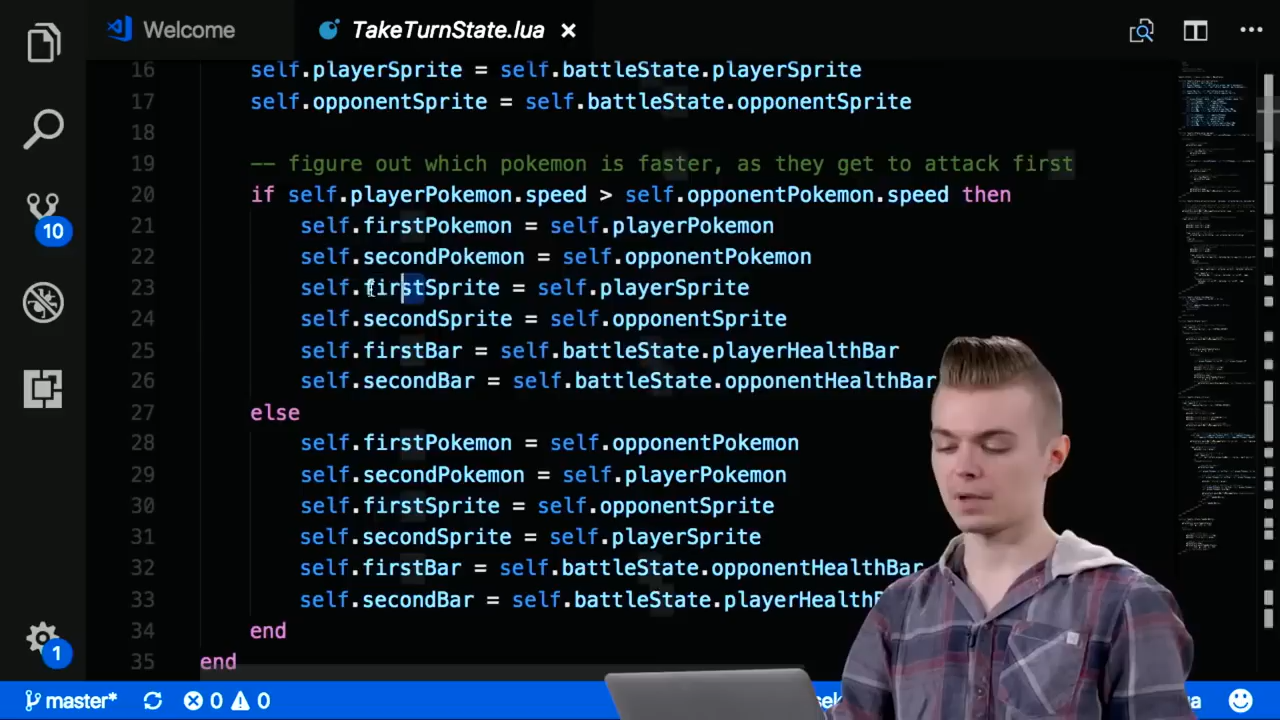 Welcome
TakeTurnState.lua
16 self.playerSprite = self.battleState.playerSprite
17 self.opponentSprite = self.battleState.opponentSprite
18
19 -- figure out which pokemon is faster, as they get to attack first
20 if self.playerPokemon.speed > self.opponentPokemon.speed then
21 self.firstPokemon = self.playerPokemon
22 self.secondPokemon = self.opponentPokemon
23 self.firstSprite = self.playerSprite
24 self.secondSprite = self.opponentSprite
25 self.firstBar = self.battleState.playerHealthBar
26 self.secondBar = self.battleState.opponentHealthBar
27 else
28 self.firstPokemon = self.opponentPokemon
29 self.secondPokemon = self.playerPokemon
30 self.firstSprite = self.opponentSprite
31 self.secondSprite = self.playerSprite
32 self.firstBar = self.battleState.opponentHealthBar
33 self.secondBar = self.battleState.playerHealth
34 end
35 end
10
1
master* 0 0